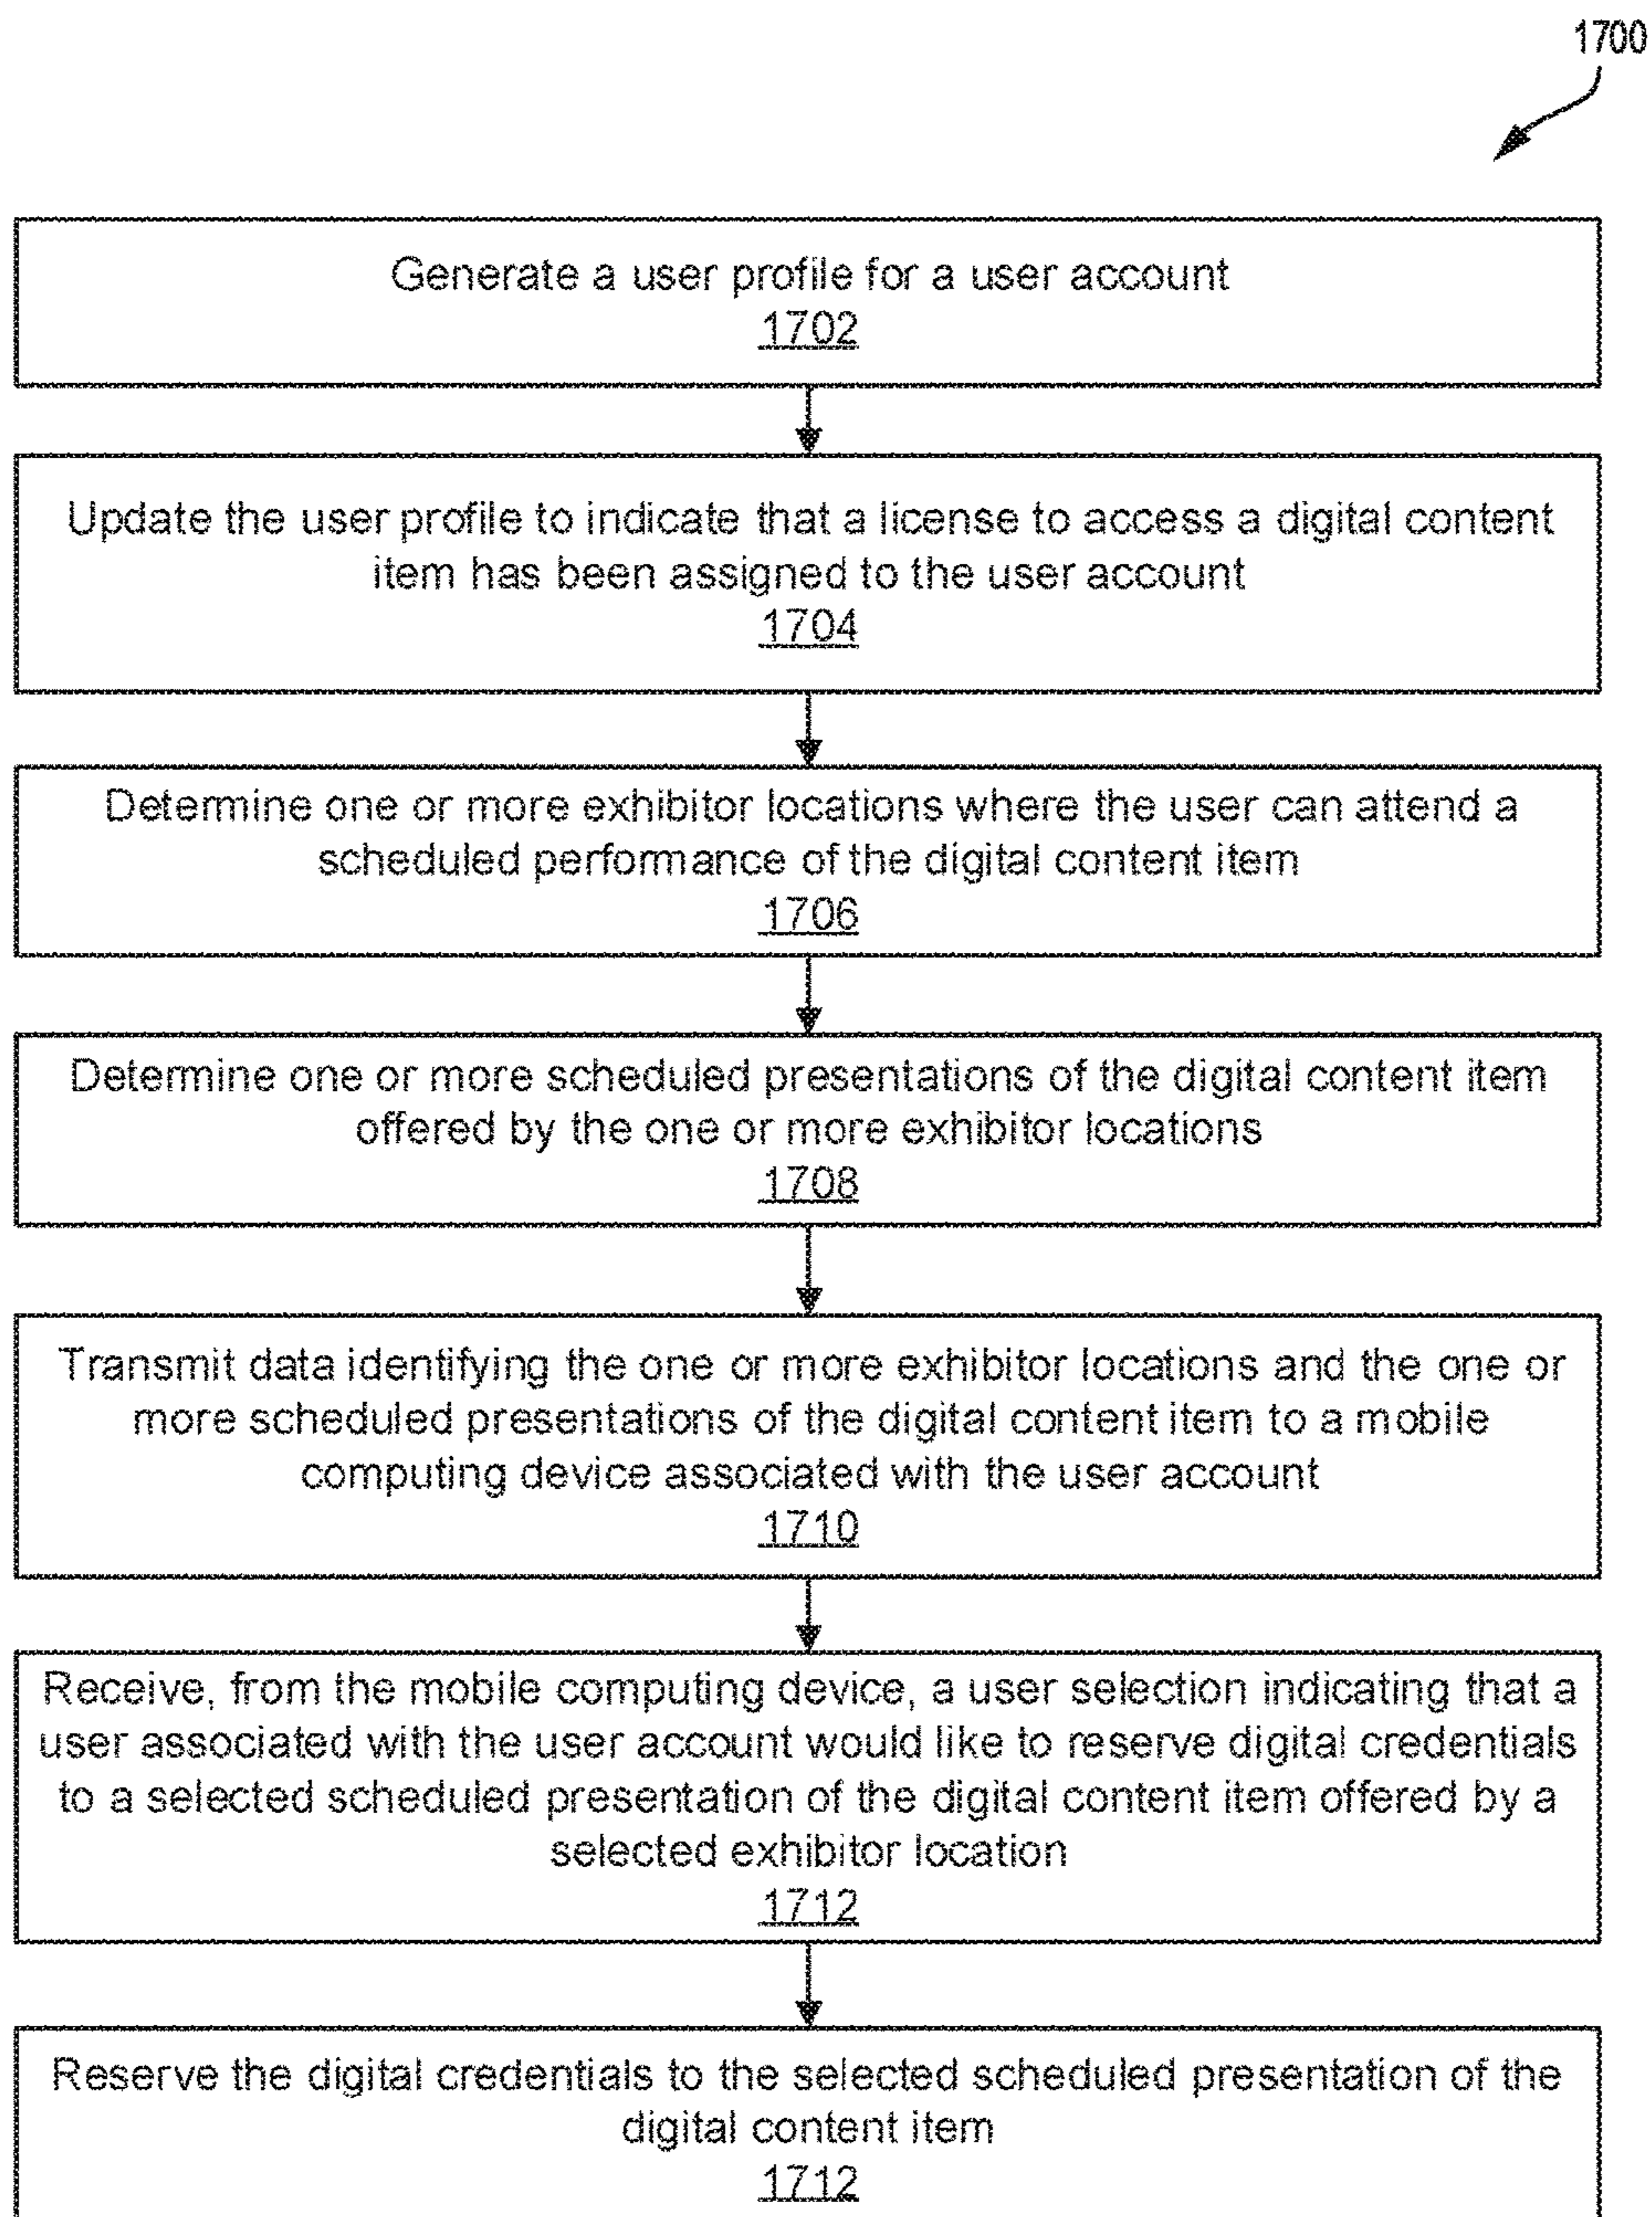 1700
Generate a user profile for a user account
1702
Update the user profile to indicate that a license to access a digital content
item has been assigned to the user account
1704
Determine one or more exhibitor locations where the user can attend a
scheduled performance of the digital content item
1706
Determine one or more scheduled presentations of the digital content item
offered by the one or more exhibitor locations
1708
Transmit data identifying the one or more exhibitor locations and the one or
more scheduled presentations of the digital content item to a mobile
computing device associated with the user account
1710
Receive, from the mobile computing device, a user selection indicating that a
user associated with the user account would like to reserve digital credentials
to a selected scheduled presentation of the digital content item offered by a
selected exhibitor location
1712
Reserve the digital credentials to the selected scheduled presentation of the
digital content item
1712